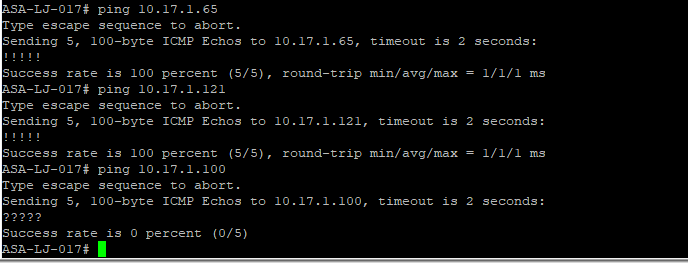 ASA-LJ-017# ping 10.17.1.65
Type escape sequence to abort.
Sending 5, 100-byte ICMP Echos to 10.17.1.65, timeout is 2 seconds:
!!!!!
Success rate is 100 percent (5/5), round-trip min/avg/max = 1/1/1 ms
ASA-LJ-017# ping 10.17.1.121
Type escape sequence to abort.
Sending 5, 100-byte ICMP Echos to 10.17.1.121, timeout is 2 seconds:
!!!!!
Success rate is 100 percent (5/5), round-trip min/avg/max = 1/1/1 ms
ASA-LJ-017# ping 10.17.1.100
Type escape sequence to abort.
Sending 5, 100-byte ICMP Echos to 10.17.1.100, timeout is 2 seconds:
?????
Success rate is 0 percent (0/5)
ASA-LJ-017#